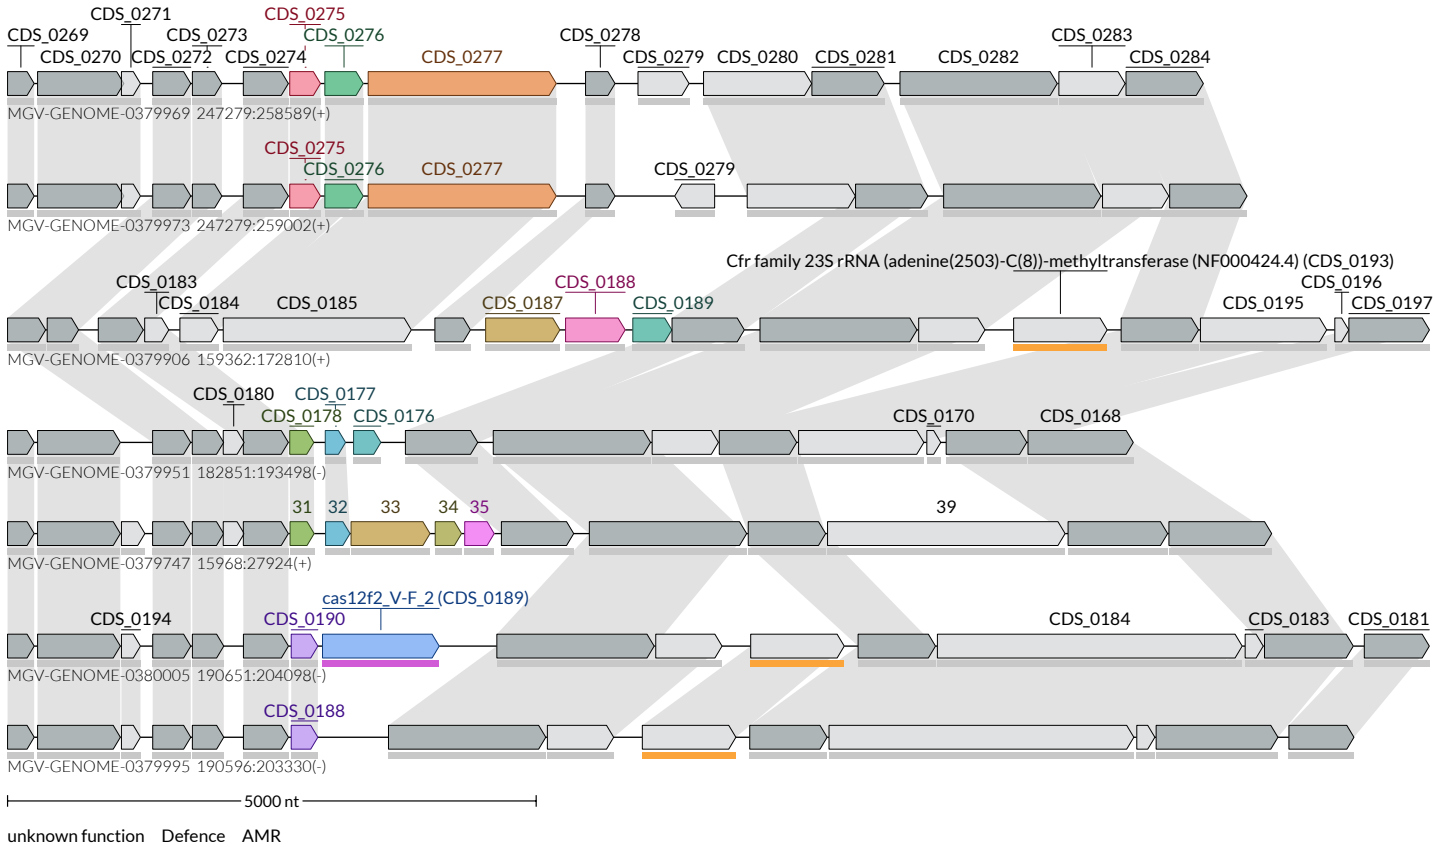 CDS_0271 CDS_0275
CDS_0269 CDS_0273 CDS_0276 CDS_0278 CDS_0283
CDS_0270 CDS_0272 CDS_0274 CDS_0277 CDS_0279 CDS_0280 CDS_0281 CDS_0282 CDS_0284
MGV-GENOME-0379969 247279:258589(+)
CDS_0275
CDS_0276 CDS_0277 CDS_0279
MGV-GENOME-0379973 247279:259002(+)
Cfr family 23S rRNA (adenine(2503)-C(8))-methyltransferase (NF000424.4) (CDS_0193)
CDS_0183 CDS_0188 CDS_0196
CDS_0184 CDS_0185 CDS_0187 CDS_0189 CDS_0195 CDS_0197
MGV-GENOME-0379906 159362:172810(+)
CDS_0180 CDS_0177
CDS_0178 CDS_0176 CDS_0170 CDS_0168
MGV-GENOME-0379951 182851:193498(-)
31 32 33 34 35 39
MGV-GENOME-0379747 15968:27924(+)
cas12f2_V-F_2 (CDS_0189)
CDS_0194 CDS_0190 CDS_0184 CDS_0183 CDS_0181
MGV-GENOME-0380005 190651:204098(-)
CDS_0188
MGV-GENOME-0379995 190596:203330(-)
5000 nt
unknown function Defence AMR